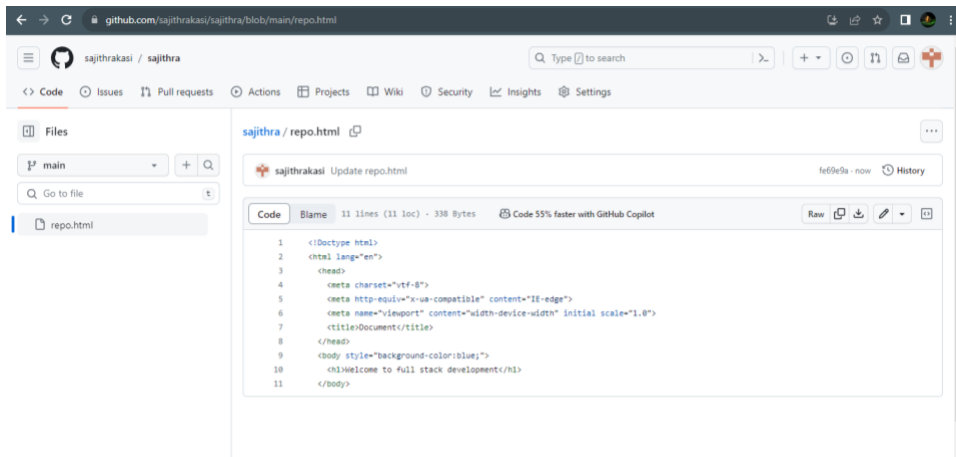 github.com/sajithrakasi/sajithra/blob/main/repo.html
sajithrakasi / sajithra
Type / to search
<> Code Issues Pull requests Actions Projects Wiki Security Insights Settings
Files
sajithra / repo.html
main
sajithrakasi Update repo.html
fe69e9a · now History
Go to file t
repo.html
Code Blame 11 lines (11 loc) · 338 Bytes Code 55% faster with GitHub Copilot Raw
1 <!Doctype html>
2 <html lang="en">
3 <head>
4 <meta charset="vtf-8">
5 <meta http-equiv="x-ua-compatible" content="IE-edge">
6 <meta name="viewport" content="width-device-width" initial scale="1.0">
7 <title>Document</title>
8 </head>
9 <body style="background-color:blue;">
10 <h1>Welcome to full stack development</h1>
11 </body>